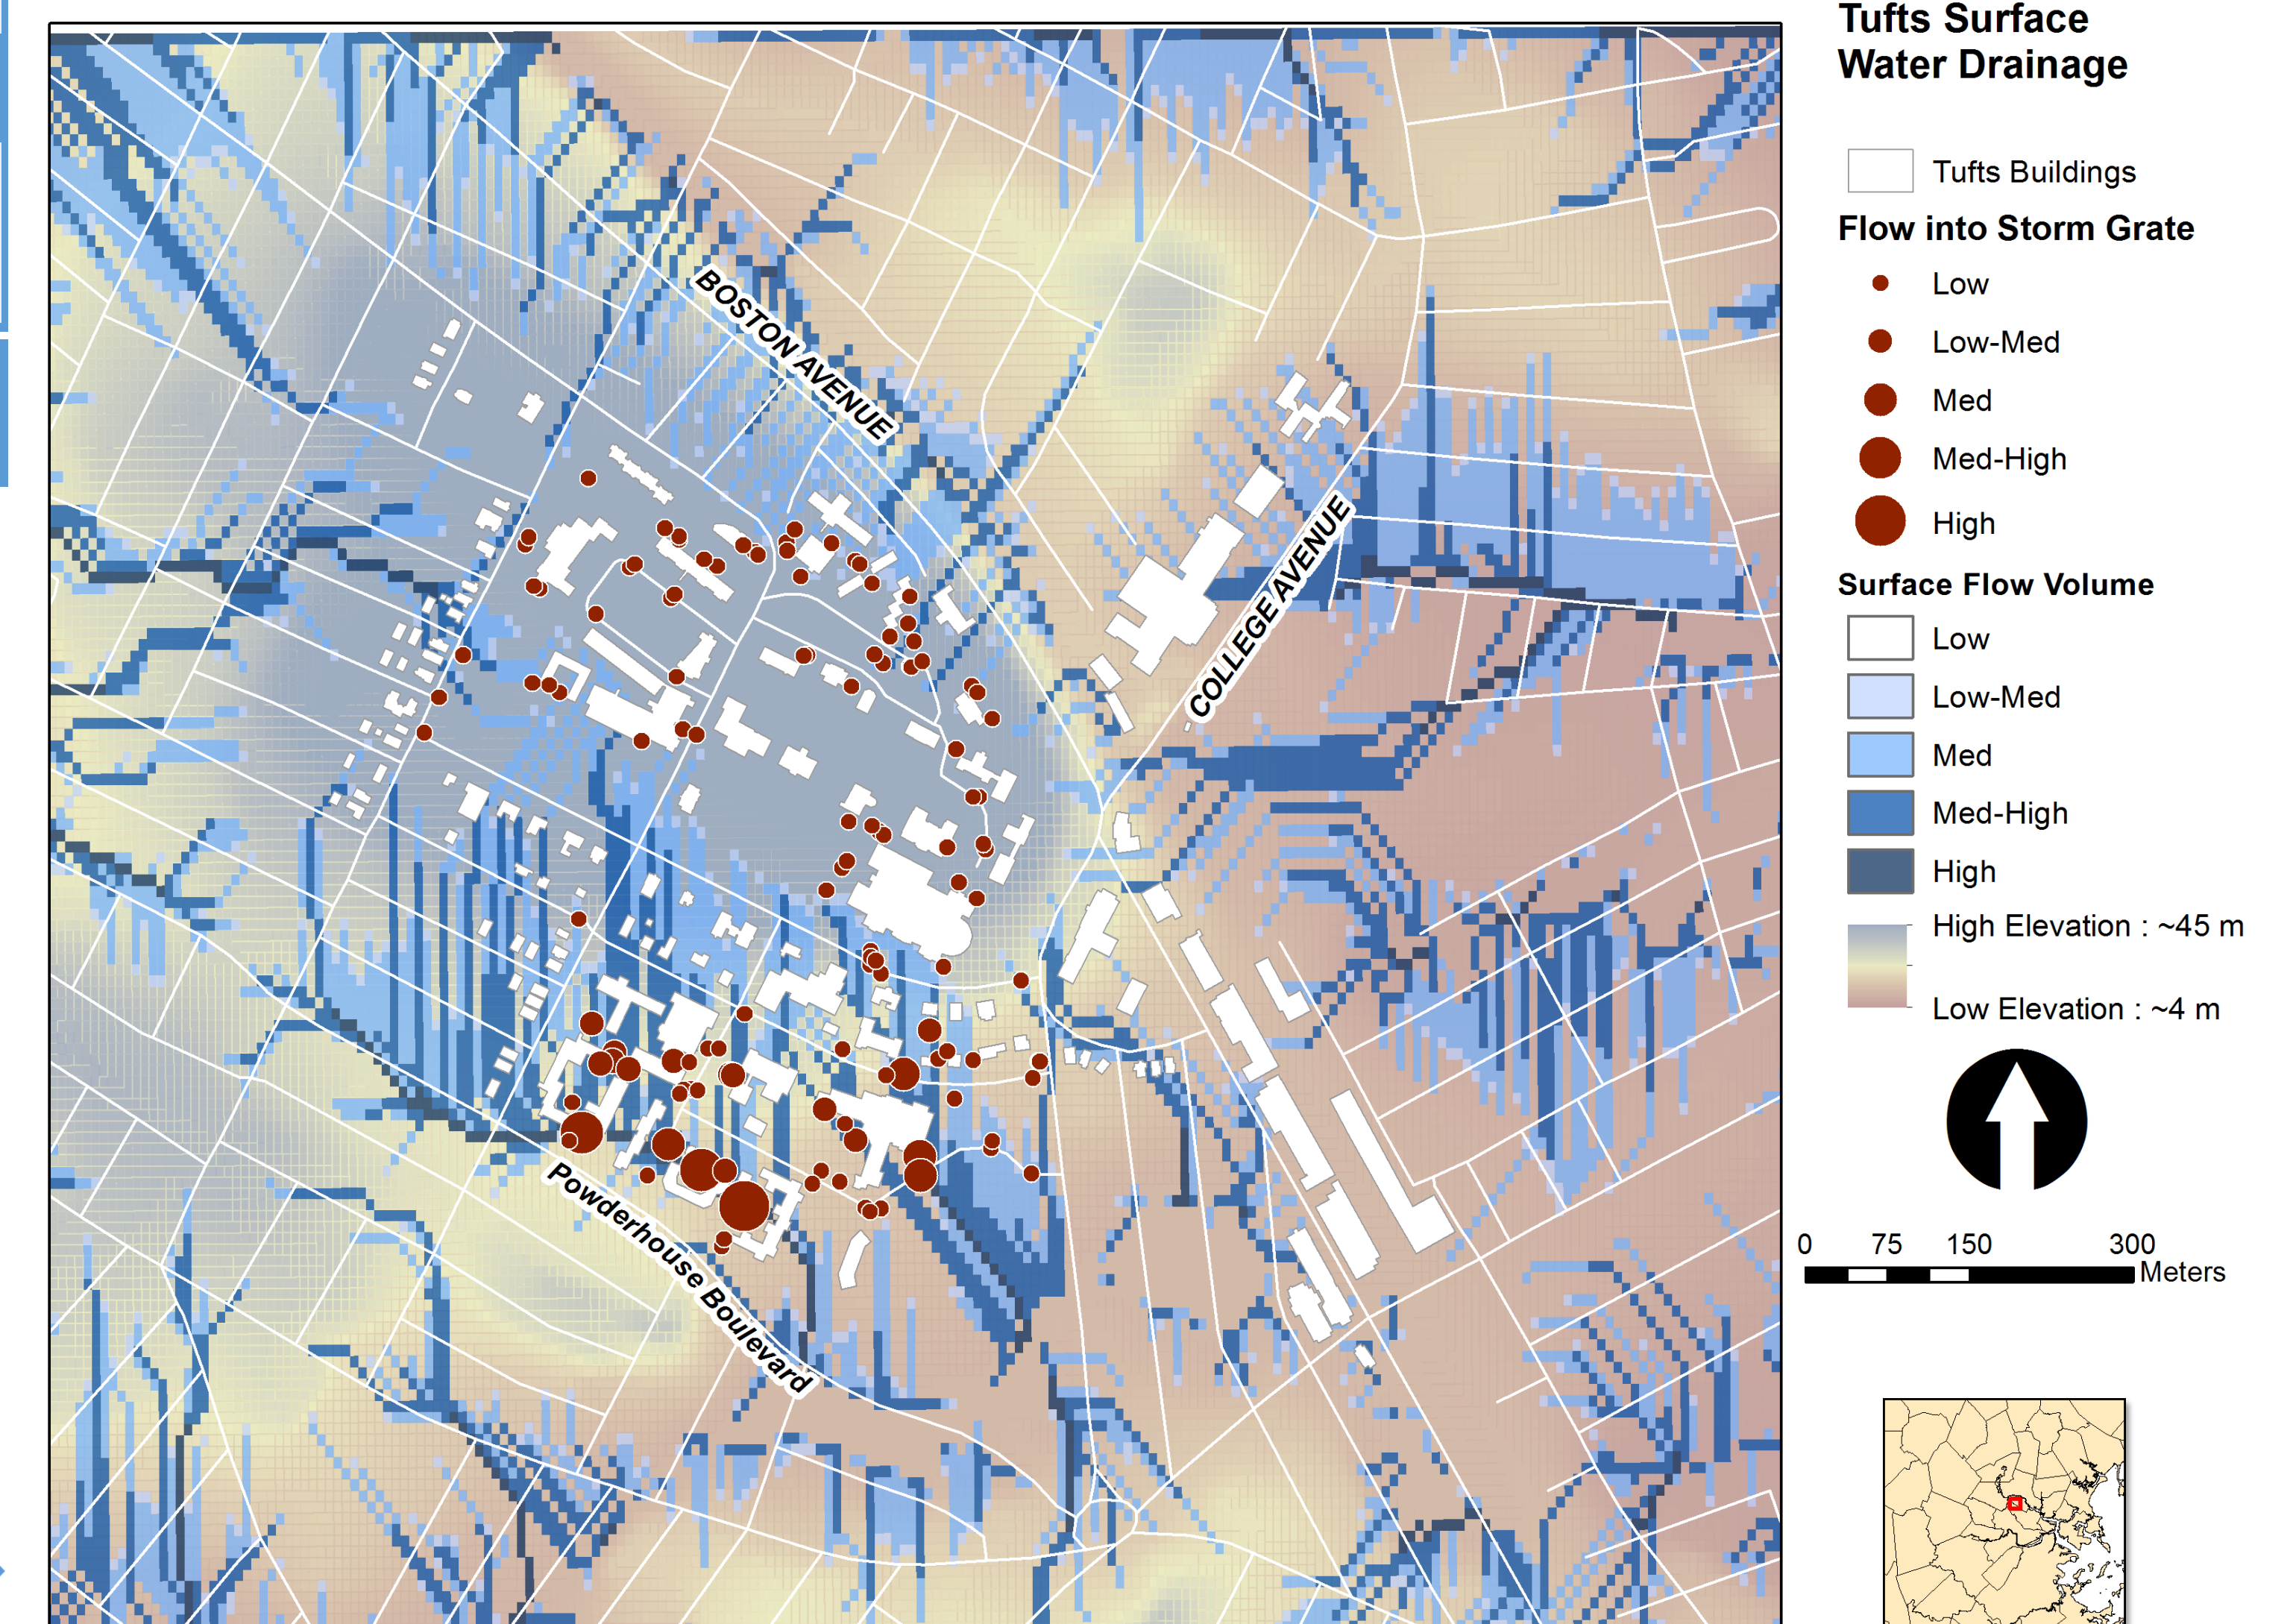 Tufts Surface
Water Drainage
Tufts Buildings
Flow into Storm Grate
Low
Low-Med
Med
Med-High
High
Surface Flow Volume
Low
Low-Med
Med
Med-High
High
High Elevation : ~45 m
Low Elevation : ~4 m
0 75 150 300
Meters
BOSTON AVENUE
COLLEGE AVENUE
Powderhouse Boulevard